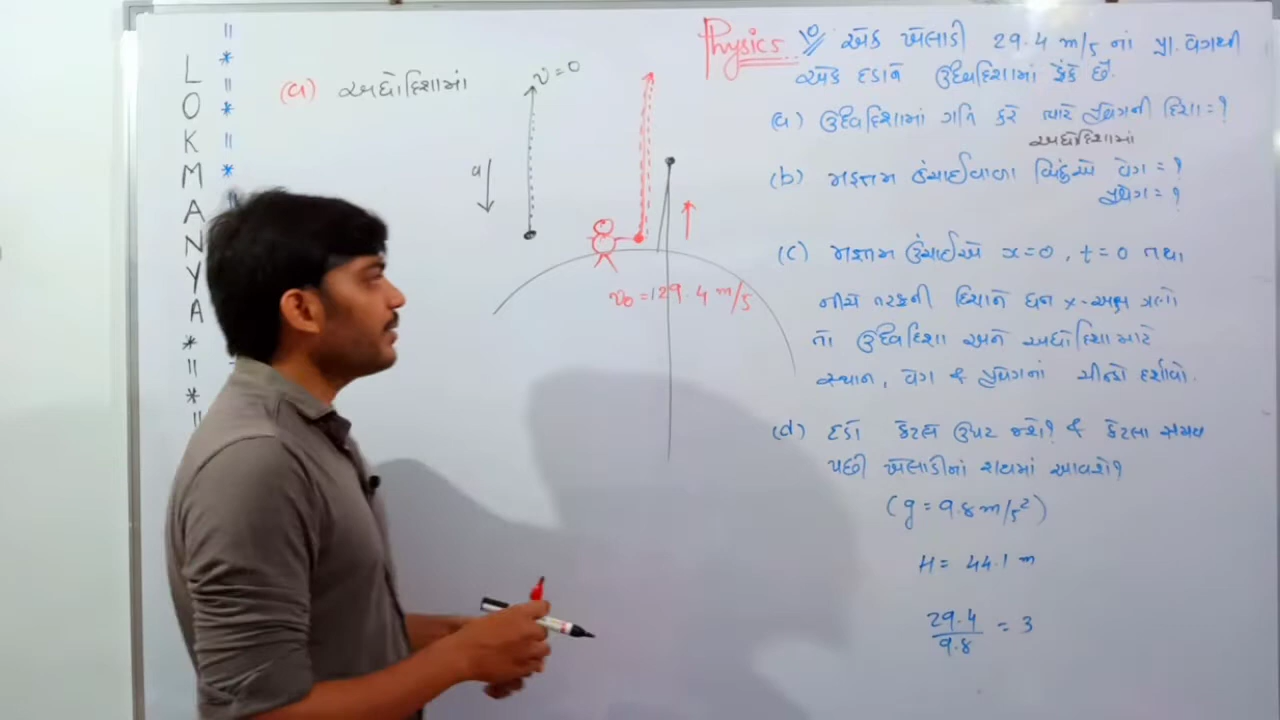 LOKMANYA
(a) અધોદિશામાં
v=0
a
v₀ = 29.4 m/s
Physics
10 એક ખેલાડી 29.4 m/s નાં પ્રા. વેગથી
એક દડાને ઉર્ધ્વદિશામાં ફેંકે છે.
(a) ઉર્ધ્વદિશામાં ગતિ કરે ત્યારે પ્રવેગની દિશા = ?
અધોદિશામાં
(b) મહત્તમ ઉંચાઈવાળા બિંદુએ વેગ = ?
પ્રવેગ = ?
(c) મહત્તમ ઉંચાઈએ x=0, t=0 તથા
નીચે તરફની દિશાને ધન x-અક્ષ ગણો
તો ઉર્ધ્વદિશા અને અધોદિશા માટે
સ્થાન, વેગ & પ્રવેગનાં ચીન્હો દર્શાવો.
(d) દડો કેટલે ઉપર જશે? & કેટલા સમય
પછી ખેલાડીનાં હાથમાં આવશે?
(g = 9.8 m/s²)
H = 44.1 m
29.4/9.8 = 3